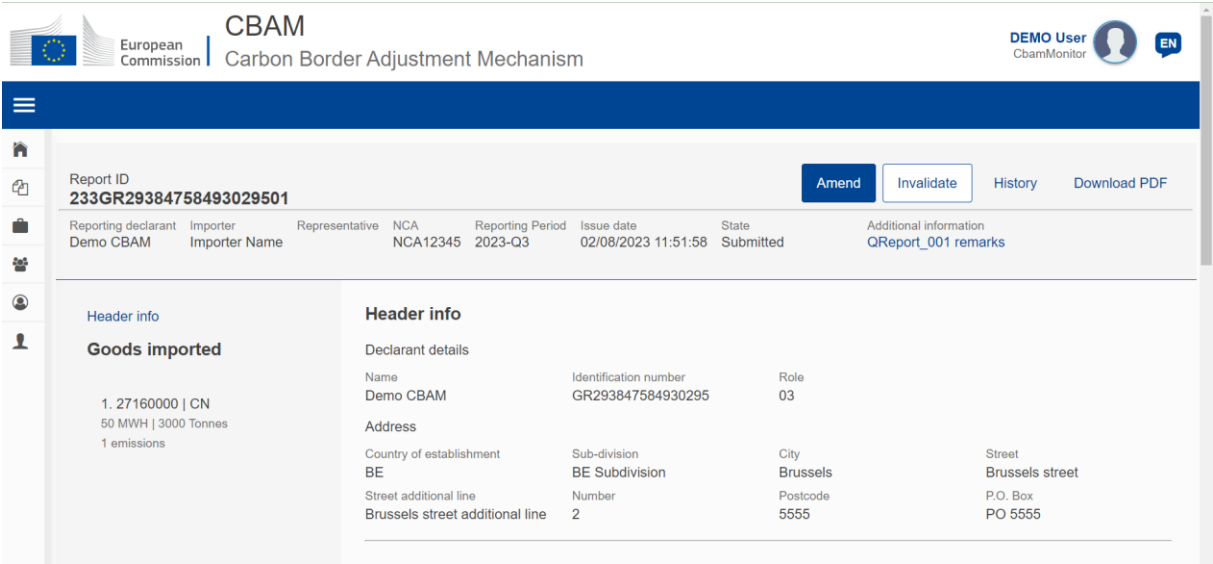 European
Commission
CBAM
Carbon Border Adjustment Mechanism
DEMO User
CbamMonitor
EN
Report ID
233GR29384758493029501
Amend
Invalidate
History
Download PDF
Reporting declarant Importer Representative NCA Reporting Period Issue date State Additional information
Demo CBAM Importer Name NCA12345 2023-Q3 02/08/2023 11:51:58 Submitted QReport_001 remarks
Header info
Goods imported
1. 27160000 | CN
50 MWH | 3000 Tonnes
1 emissions
Header info
Declarant details
Name Identification number Role
Demo CBAM GR293847584930295 03
Address
Country of establishment Sub-division City Street
BE BE Subdivision Brussels Brussels street
Street additional line Number Postcode P.O. Box
Brussels street additional line 2 5555 PO 5555